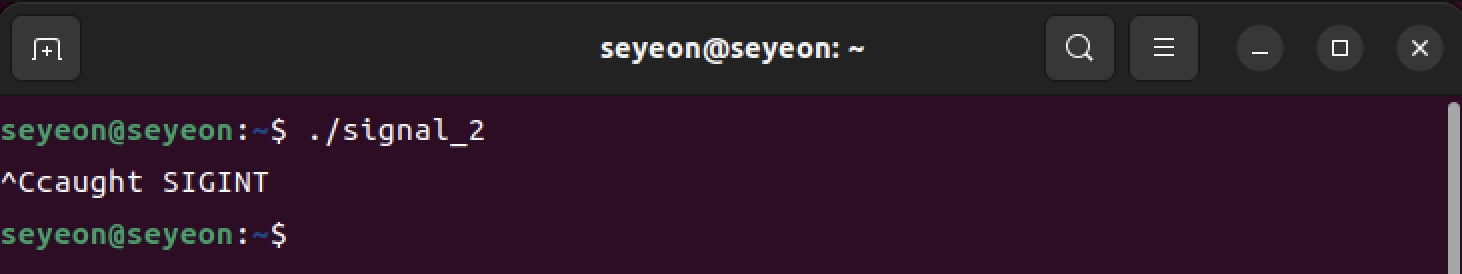 seyeon@seyeon: ~
seyeon@seyeon:~$ ./signal_2
^Ccaught SIGINT
seyeon@seyeon:~$